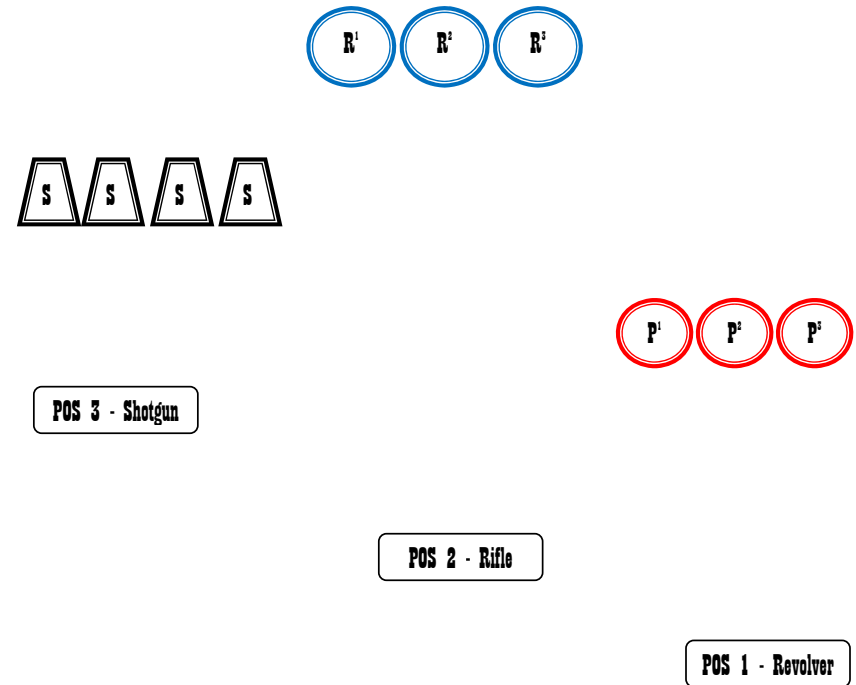 R¹ R² R³
S S S S
P¹ P² P³
POS 3 - Shotgun
POS 2 - Rifle
POS 1 - Revolver